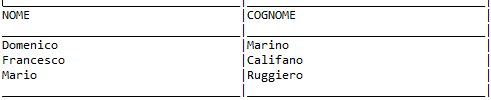 NOME COGNOME
Domenico Marino
Francesco Califano
Mario Ruggiero